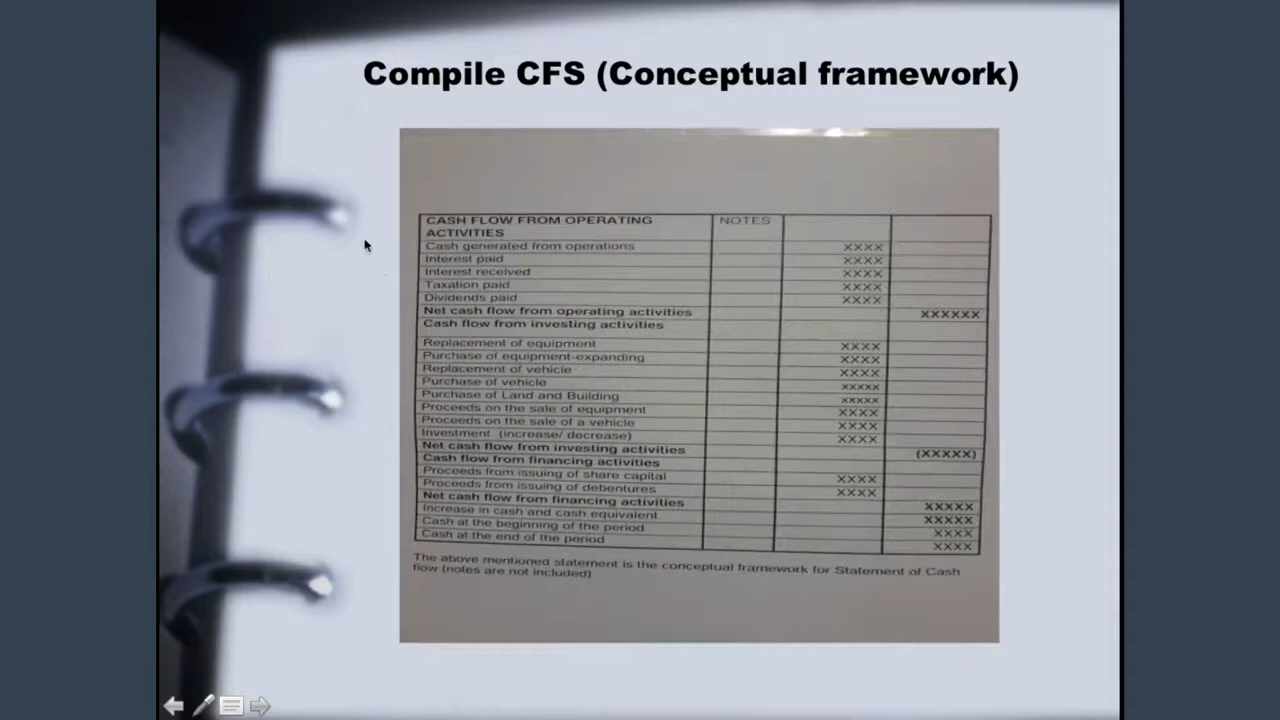 Compile CFS (Conceptual framework)
CASH FLOW FROM OPERATING NOTES
ACTIVITIES
Cash generated from operations XXXX
Interest paid XXXX
Interest received XXXX
Taxation paid XXXX
Dividends paid XXXX
Net cash flow from operating activities XXXXXX
Cash flow from investing activities
Replacement of equipment XXXX
Purchase of equipment-expanding XXXX
Replacement of vehicle XXXX
Purchase of vehicle XXXXX
Purchase of Land and Building XXXXX
Proceeds on the sale of equipment XXXX
Proceeds on the sale of a vehicle XXXX
Investment (increase/ decrease) XXXX
Net cash flow from investing activities (XXXXX)
Cash flow from financing activities
Proceeds from issuing of share capital XXXX
Proceeds from issuing of debentures XXXX
Net cash flow from financing activities XXXXX
Increase in cash and cash equivalent XXXXX
Cash at the beginning of the period XXXX
Cash at the end of the period XXXX
The above mentioned statement is the conceptual framework for Statement of Cash
flow (notes are not included)